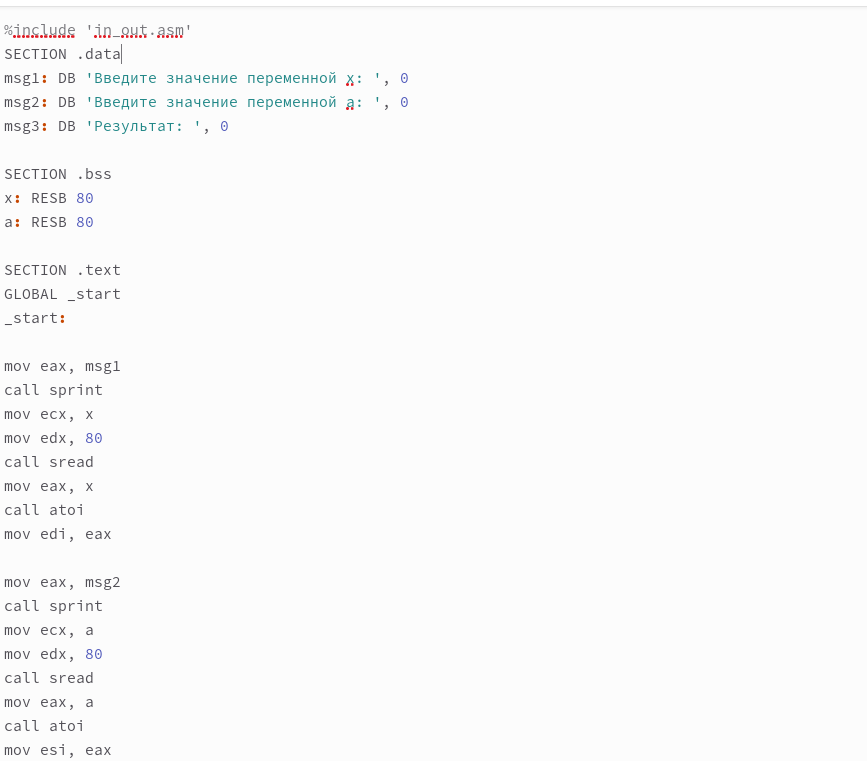 %include 'in_out.asm'
SECTION .data
msg1: DB 'Введите значение переменной x: ', 0
msg2: DB 'Введите значение переменной a: ', 0
msg3: DB 'Результат: ', 0
SECTION .bss
x: RESB 80
a: RESB 80
SECTION .text
GLOBAL _start
_start:
mov eax, msg1
call sprint
mov ecx, x
mov edx, 80
call sread
mov eax, x
call atoi
mov edi, eax
mov eax, msg2
call sprint
mov ecx, a
mov edx, 80
call sread
mov eax, a
call atoi
mov esi, eax